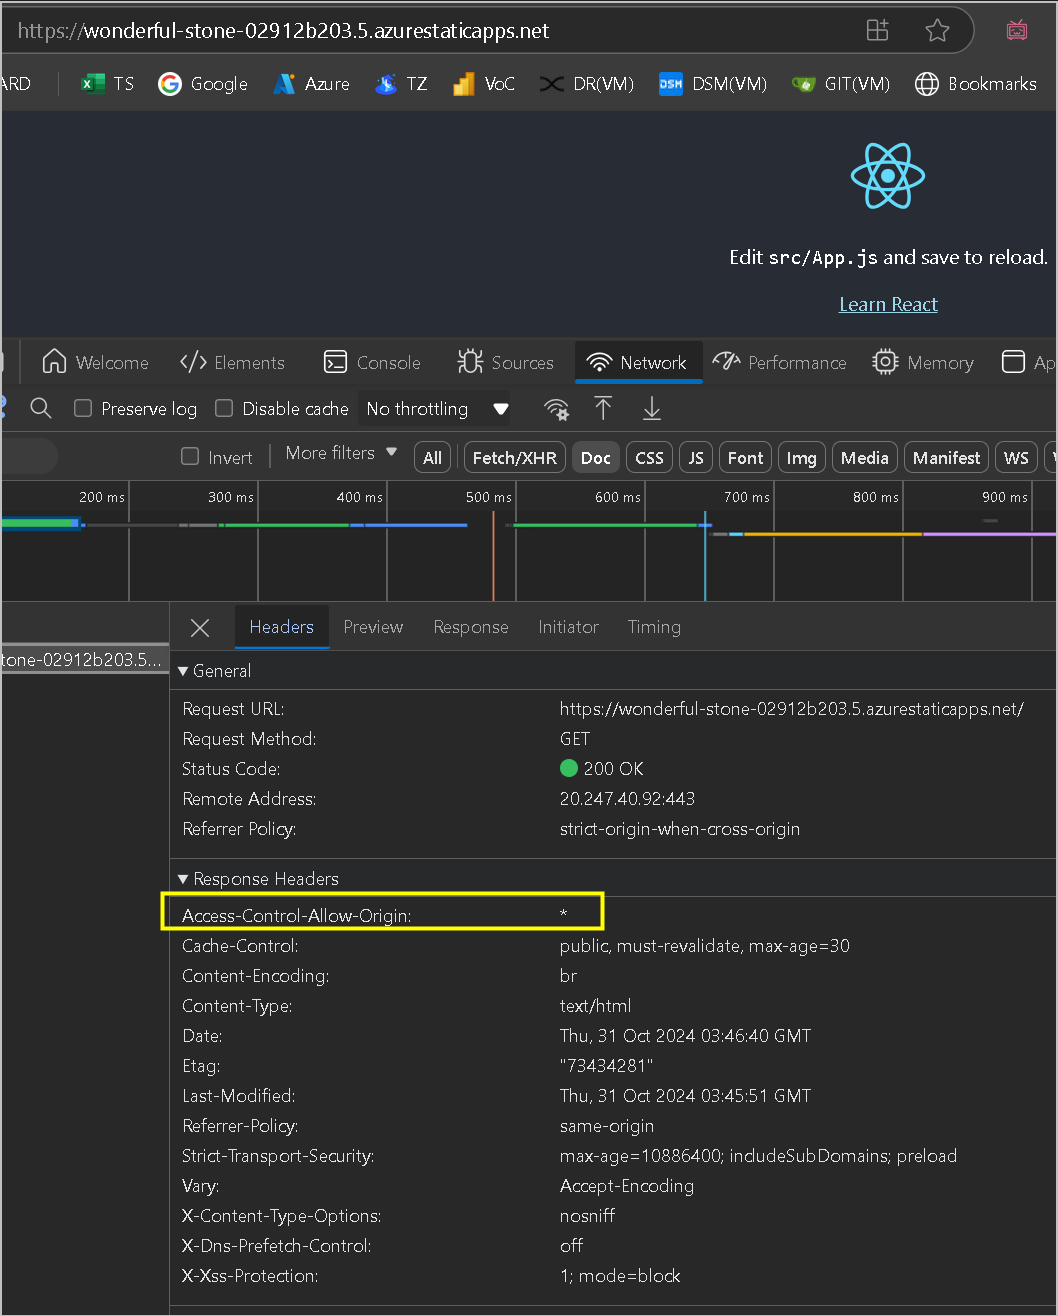 https://wonderful-stone-02912b203.5.azurestaticapps.net
ARD TS Google Azure TZ VoC DR(VM) DSM DSM(VM) GIT(VM) Bookmarks
Edit src/App.js and save to reload.
Learn React
Welcome Elements Console Sources Network Performance Memory Ap
Preserve log Disable cache No throttling
Invert More filters All Fetch/XHR Doc CSS JS Font Img Media Manifest WS
200 ms 300 ms 400 ms 500 ms 600 ms 700 ms 800 ms 900 ms
Headers Preview Response Initiator Timing
tone-02912b203.5...
General
Request URL: https://wonderful-stone-02912b203.5.azurestaticapps.net/
Request Method: GET
Status Code: 200 OK
Remote Address: 20.247.40.92:443
Referrer Policy: strict-origin-when-cross-origin
Response Headers
Access-Control-Allow-Origin: *
Cache-Control: public, must-revalidate, max-age=30
Content-Encoding: br
Content-Type: text/html
Date: Thu, 31 Oct 2024 03:46:40 GMT
Etag: "73434281"
Last-Modified: Thu, 31 Oct 2024 03:45:51 GMT
Referrer-Policy: same-origin
Strict-Transport-Security: max-age=10886400; includeSubDomains; preload
Vary: Accept-Encoding
X-Content-Type-Options: nosniff
X-Dns-Prefetch-Control: off
X-Xss-Protection: 1; mode=block